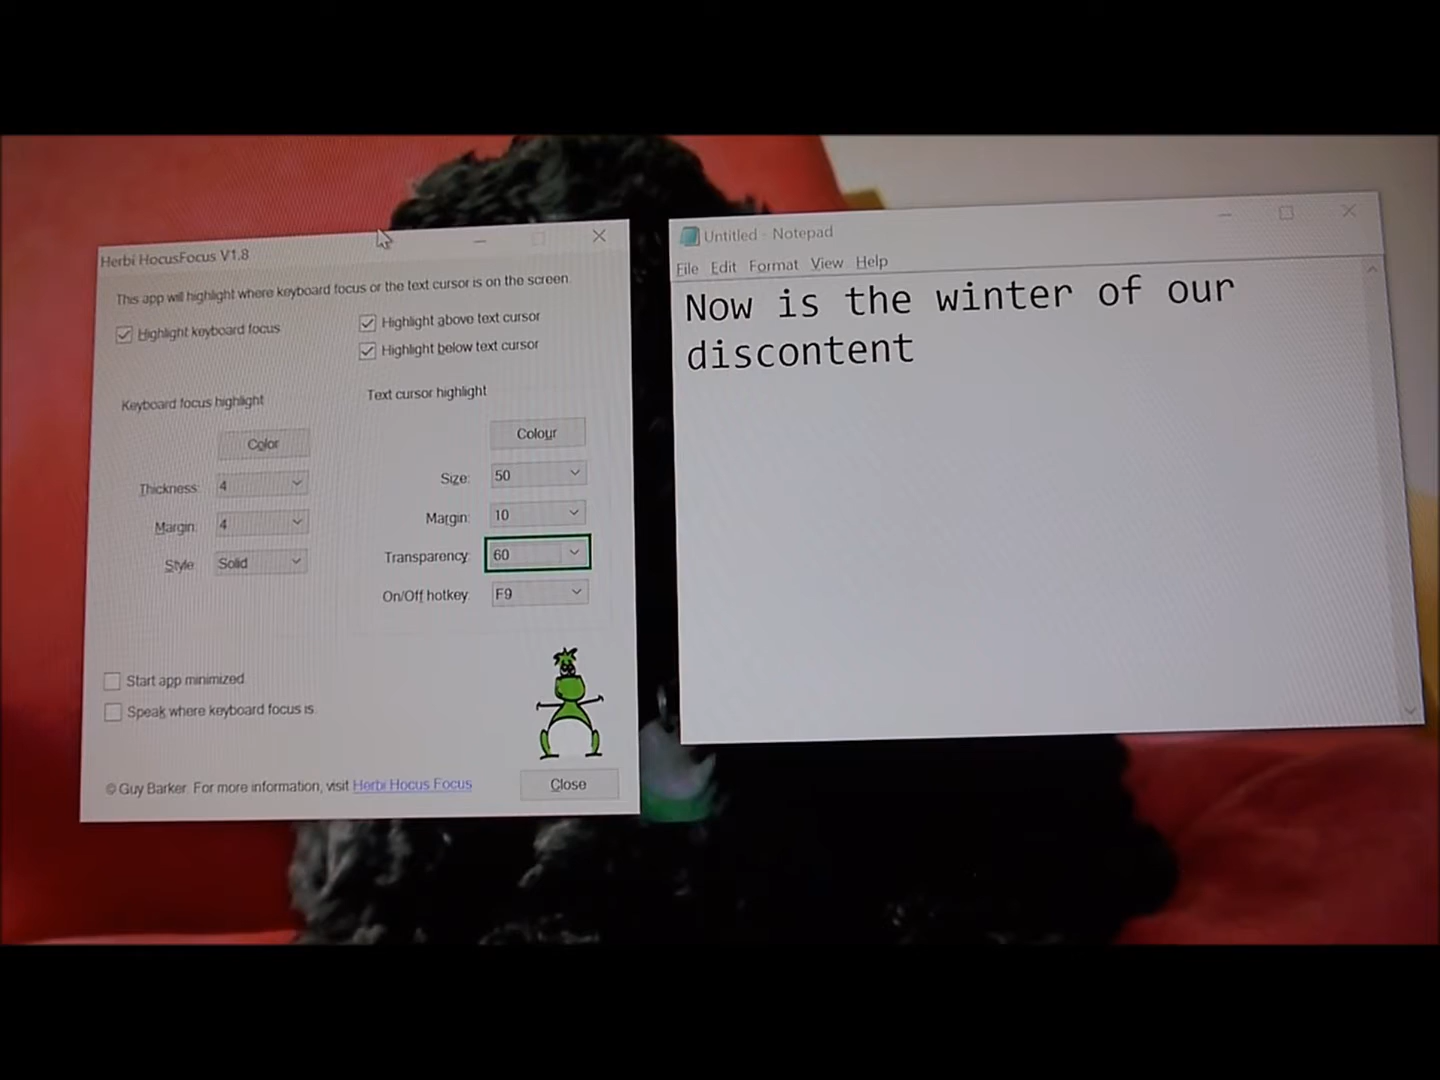 Herbi HocusFocus V1.8
This app will highlight where keyboard focus or the text cursor is on the screen.
Highlight keyboard focus
Highlight above text cursor
Highlight below text cursor
Keyboard focus highlight
Color
Thickness: 4
Margin: 4
Style: Solid
Text cursor highlight
Colour
Size: 50
Margin: 10
Transparency: 60
On/Off hotkey: F9
Start app minimized
Speak where keyboard focus is.
© Guy Barker. For more information, visit Herbi Hocus Focus
Close
Untitled - Notepad
File Edit Format View Help
Now is the winter of our
discontent